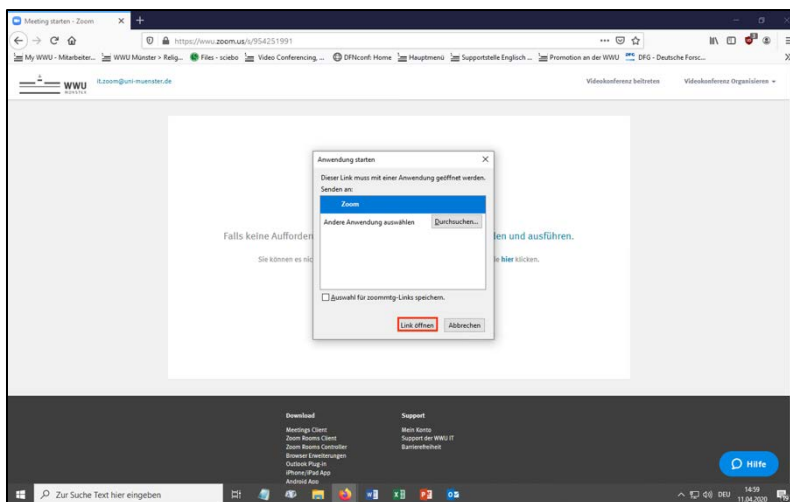 Meeting starten - Zoom
https://wwu.zoom.us/s/954251991
My WWU - Mitarbeiter... WWU Münster > Relig... Files - sciebo Video Conferencing, ... DFNconf: Home Hauptmenü Supportstelle Englisch ... Promotion an der WWU DFG - Deutsche Forsc...
WWU
MÜNSTER
it.zoom@uni-muenster.de
Videokonferenz beitreten Videokonferenz Organisieren
Anwendung starten
Dieser Link muss mit einer Anwendung geöffnet werden.
Senden an:
Zoom
Andere Anwendung auswählen Durchsuchen...
Falls keine Aufforden
den und ausführen.
Sie können es nic
ie hier klicken.
Auswahl für zoommtg-Links speichern.
Link öffnen Abbrechen
Download Support
Meetings Client Mein Konto
Zoom Rooms Client Support der WWU IT
Zoom Rooms Controller Barrierefreiheit
Browser Erweiterungen
Outlook Plug-in
iPhone/iPad App
Android App
Hilfe
Zur Suche Text hier eingeben
DEU
14:59
11.04.2020